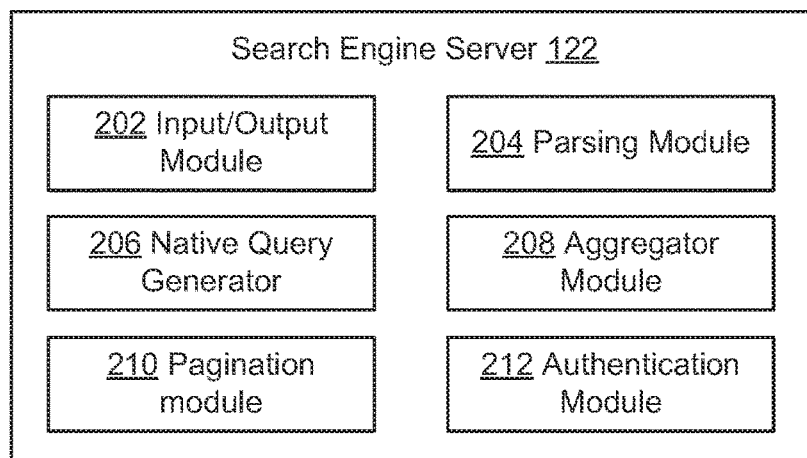 Search Engine Server 122
202 Input/Output
Module
204 Parsing Module
206 Native Query
Generator
208 Aggregator
Module
210 Pagination
module
212 Authentication
Module